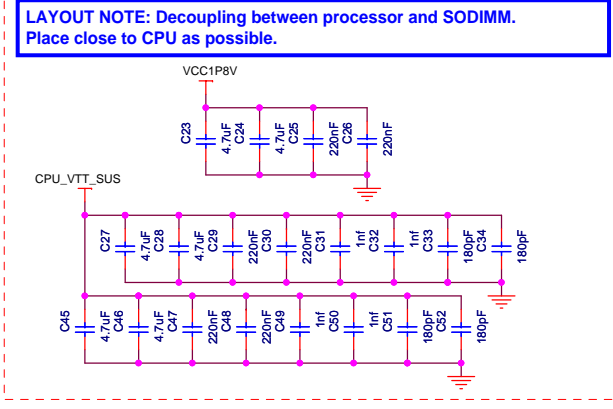 LAYOUT NOTE: Decoupling between processor and SODIMM.
Place close to CPU as possible.
VCC1P8V
C23
4.7uF
C24
4.7uF
C25
220nF
C26
220nF
CPU_VTT_SUS
C27
4.7uF
C28
4.7uF
C29
220nF
C30
220nF
C31
1nf
C32
1nf
C33
180pF
C34
180pF
C45
4.7uF
C46
4.7uF
C47
220nF
C48
220nF
C49
1nf
C50
1nf
C51
180pF
C52
180pF